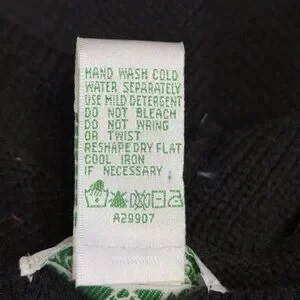 HAND WASH COLD
WATER SEPARATELY
USE MILD DETERGENT
DO NOT BLEACH
DO NOT WRING
OR TWIST
RESHAPE DRY FLAT
COOL IRON
IF NECESSARY
A29907